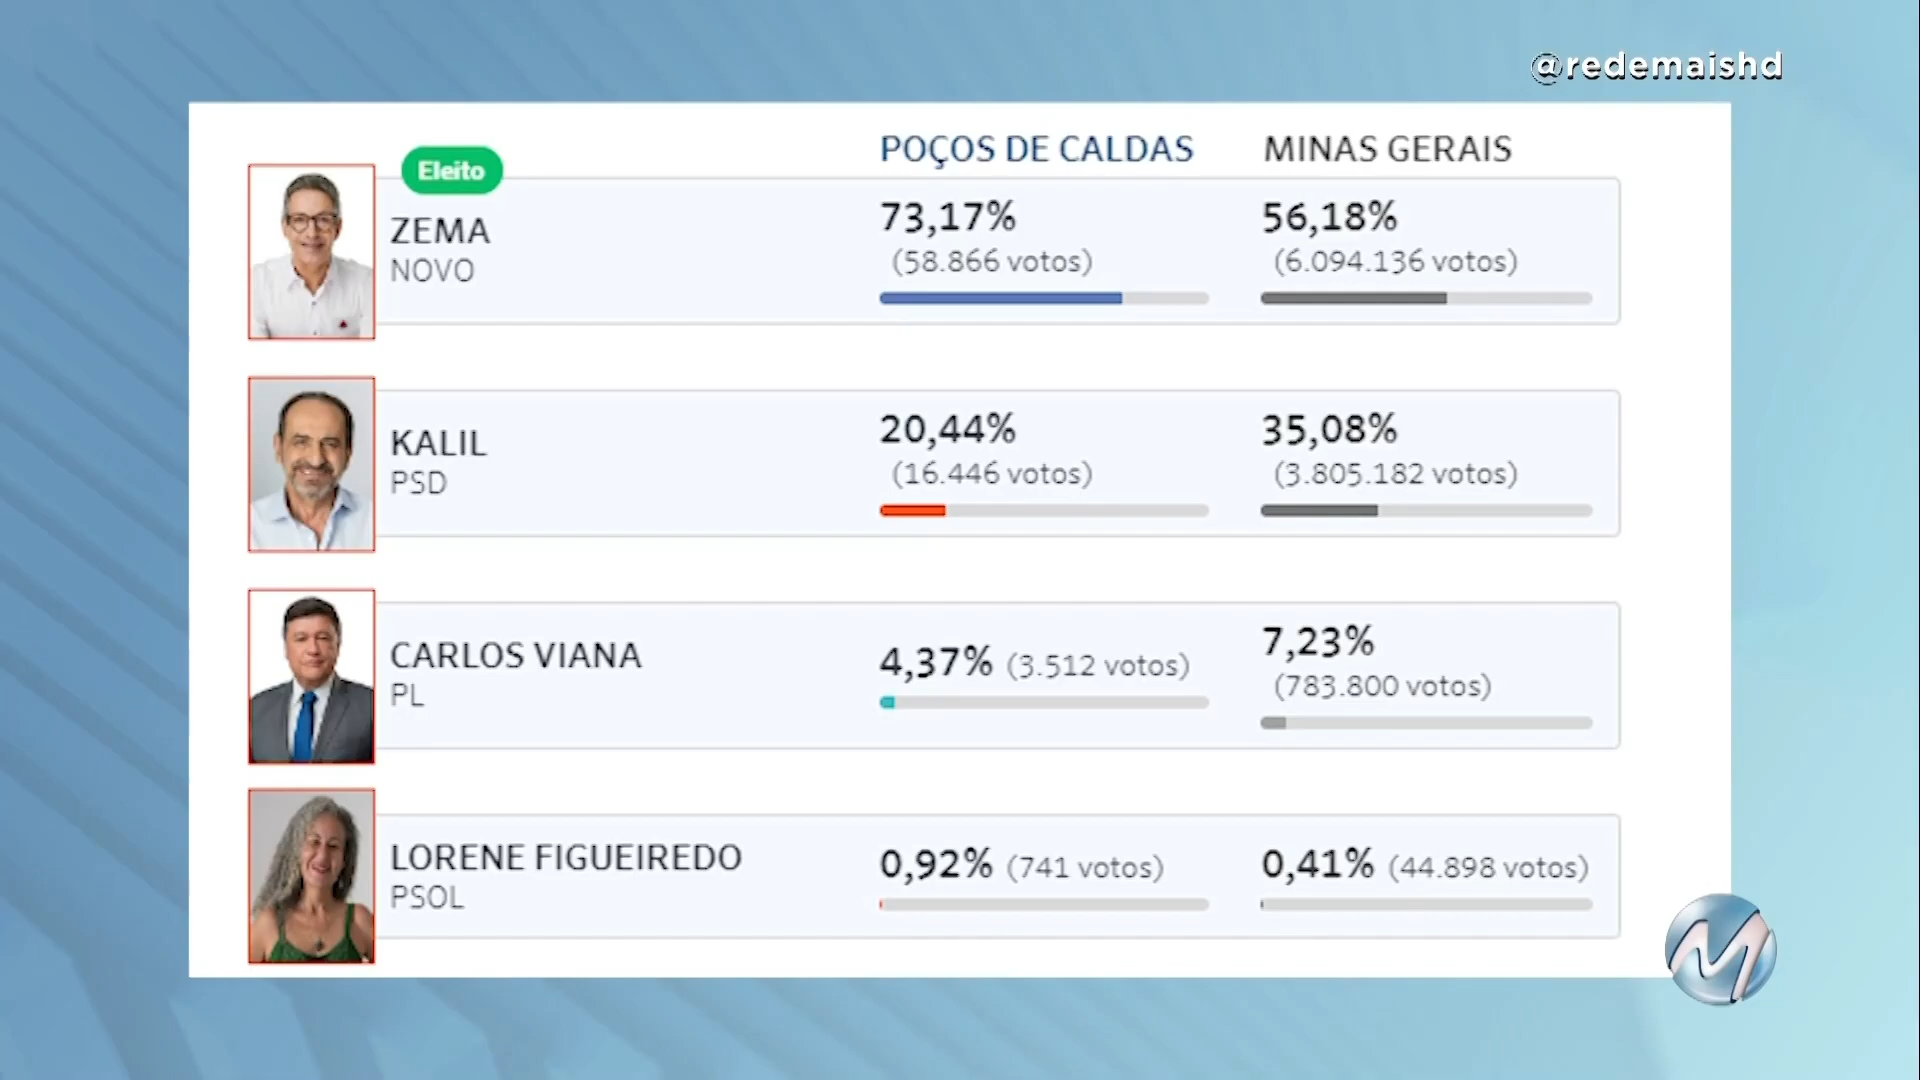 @redemaishd
POÇOS DE CALDAS MINAS GERAIS
Eleito
ZEMA
NOVO
73,17%
(58.866 votos)
56,18%
(6.094.136 votos)
KALIL
PSD
20,44%
(16.446 votos)
35,08%
(3.805.182 votos)
CARLOS VIANA
PL
4,37% (3.512 votos)
7,23%
(783.800 votos)
LORENE FIGUEIREDO
PSOL
0,92% (741 votos)
0,41% (44.898 votos)
M